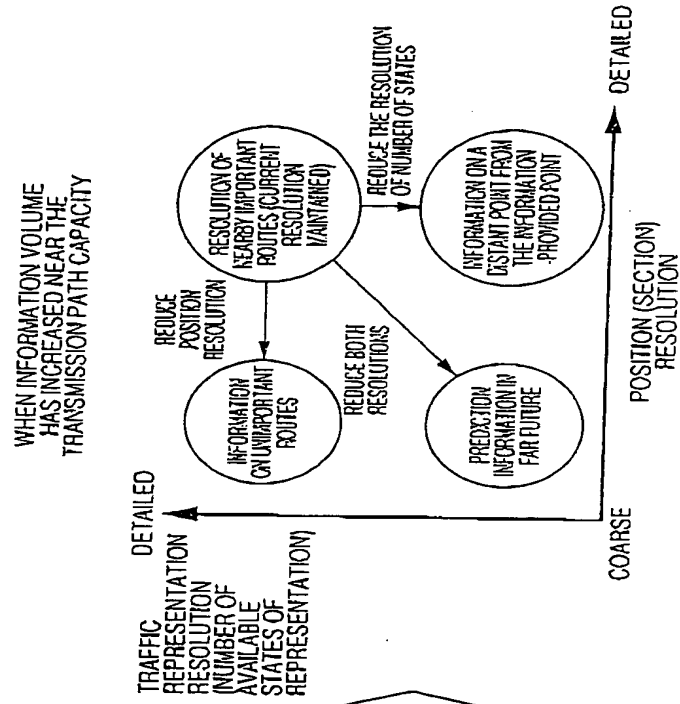 WHEN INFORMATION VOLUME
HAS INCREASED NEAR THE
TRANSMISSION PATH CAPACITY
TRAFFIC
REPRESENTATION
RESOLUTION
(NUMBER OF
AVAILABLE
STATES OF
REPRESENTATION)
DETAILED
REDUCE
POSITION
RESOLUTION
INFORMATION
ON UNIMPORTANT
ROUTES
RESOLUTION OF
NEARBY IMPORTANT
ROUTES (CURRENT
RESOLUTION
MAINTAINED)
REDUCE BOTH
RESOLUTIONS
REDUCE THE RESOLUTION
OF NUMBER OF STATES
PREDICTION
INFORMATION IN
FAR FUTURE
INFORMATION ON A
DISTANT POINT FROM
THE INFORMATION
-PROVIDED POINT
COARSE
POSITION (SECTION)
RESOLUTION
DETAILED